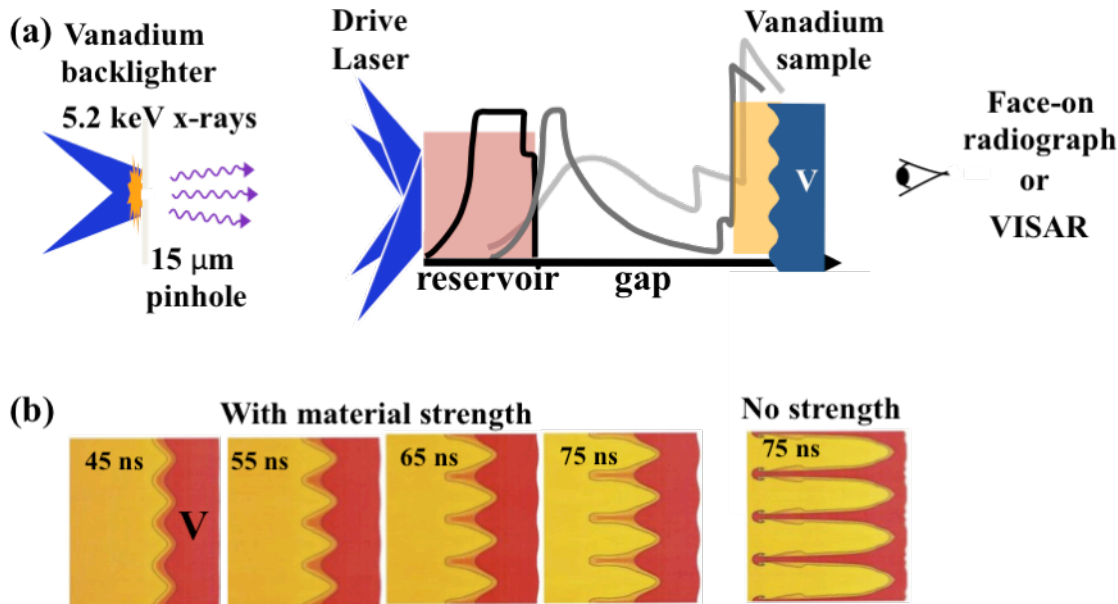 (a)
Vanadium
backlighter
5.2 keV x-rays
15 μm
pinhole
Drive
Laser
reservoir
gap
Vanadium
sample
V
Face-on
radiograph
or
VISAR
(b)
With material strength
No strength
45 ns
V
55 ns
65 ns
75 ns
75 ns